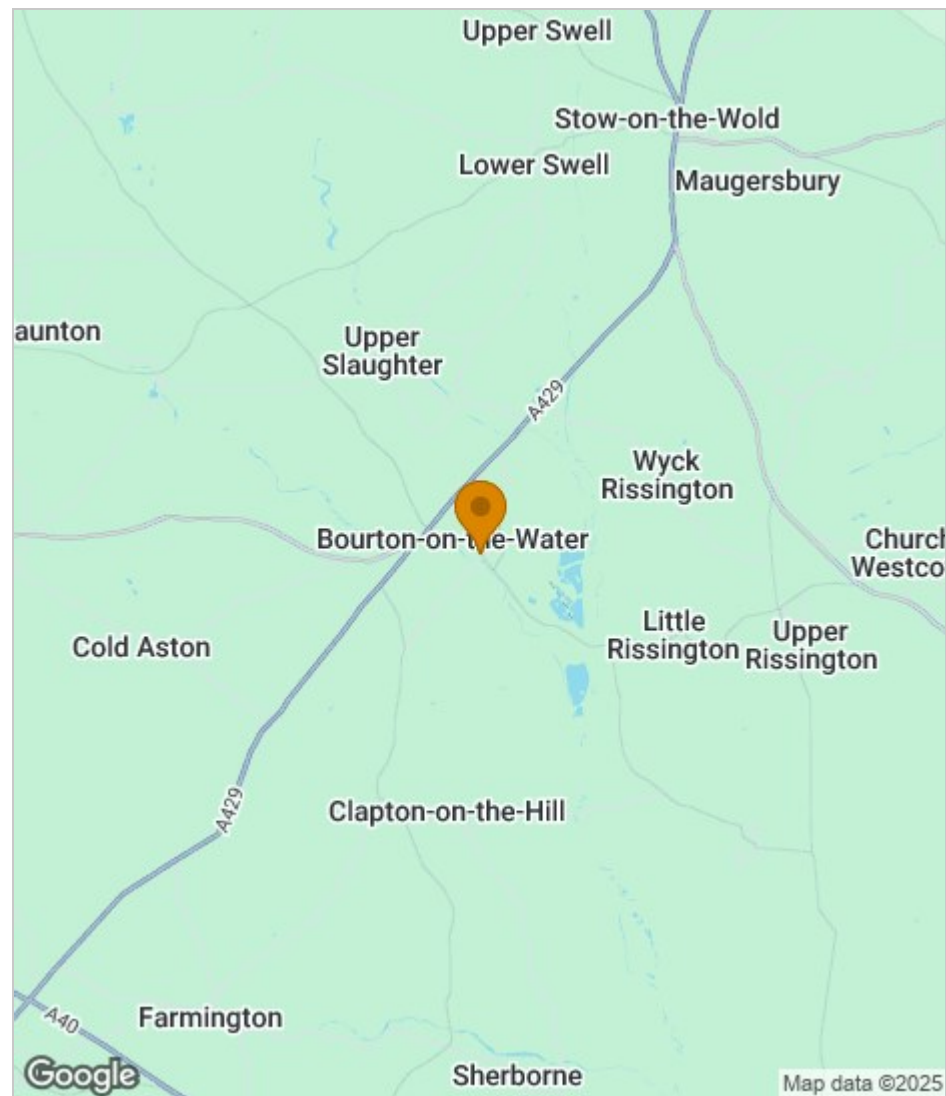 Upper Swell
Stow-on-the-Wold
Lower Swell
Maugersbury
aunton
Upper
Slaughter
A429
Wyck
Rissington
Bourton-on-the-Water
Church
Westco
Cold Aston
Little
Rissington
Upper
Rissington
A429
Clapton-on-the-Hill
A40
Farmington
Sherborne
Google
Map data ©2025